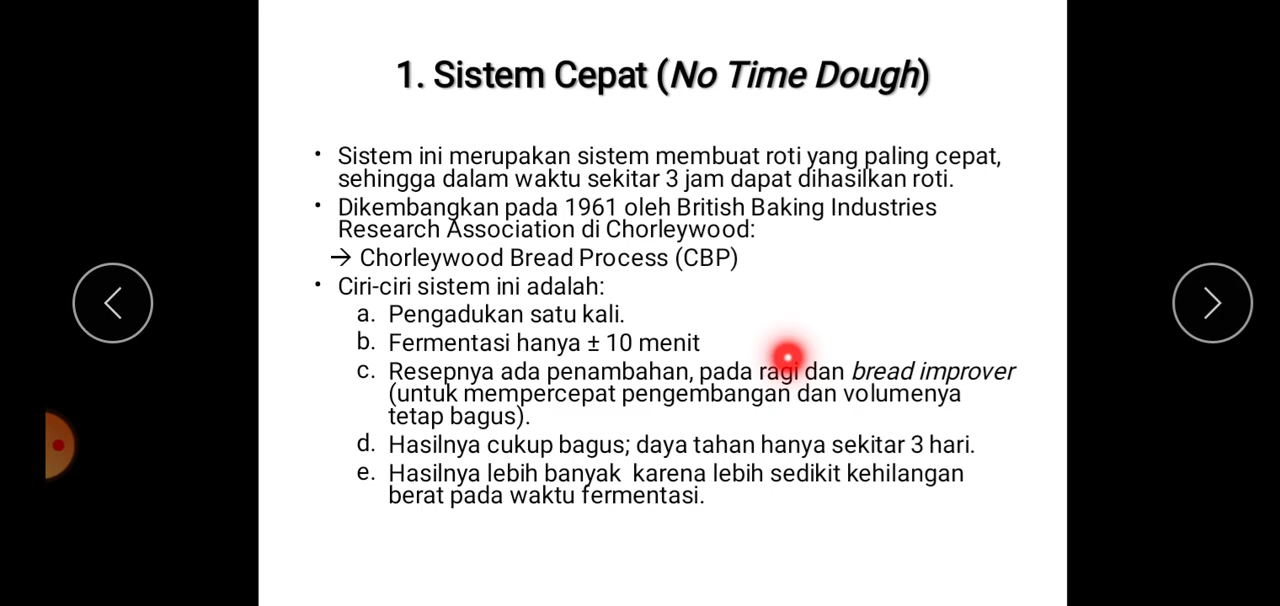 1. Sistem Cepat (No Time Dough)
• Sistem ini merupakan sistem membuat roti yang paling cepat,
sehingga dalam waktu sekitar 3 jam dapat dihasilkan roti.
• Dikembangkan pada 1961 oleh British Baking Industries
Research Association di Chorleywood:
→ Chorleywood Bread Process (CBP)
• Ciri-ciri sistem ini adalah:
a. Pengadukan satu kali.
b. Fermentasi hanya ± 10 menit
c. Resepnya ada penambahan, pada ragi dan bread improver
(untuk mempercepat pengembangan dan volumenya
tetap bagus).
d. Hasilnya cukup bagus; daya tahan hanya sekitar 3 hari.
e. Hasilnya lebih banyak karena lebih sedikit kehilangan
berat pada waktu fermentasi.